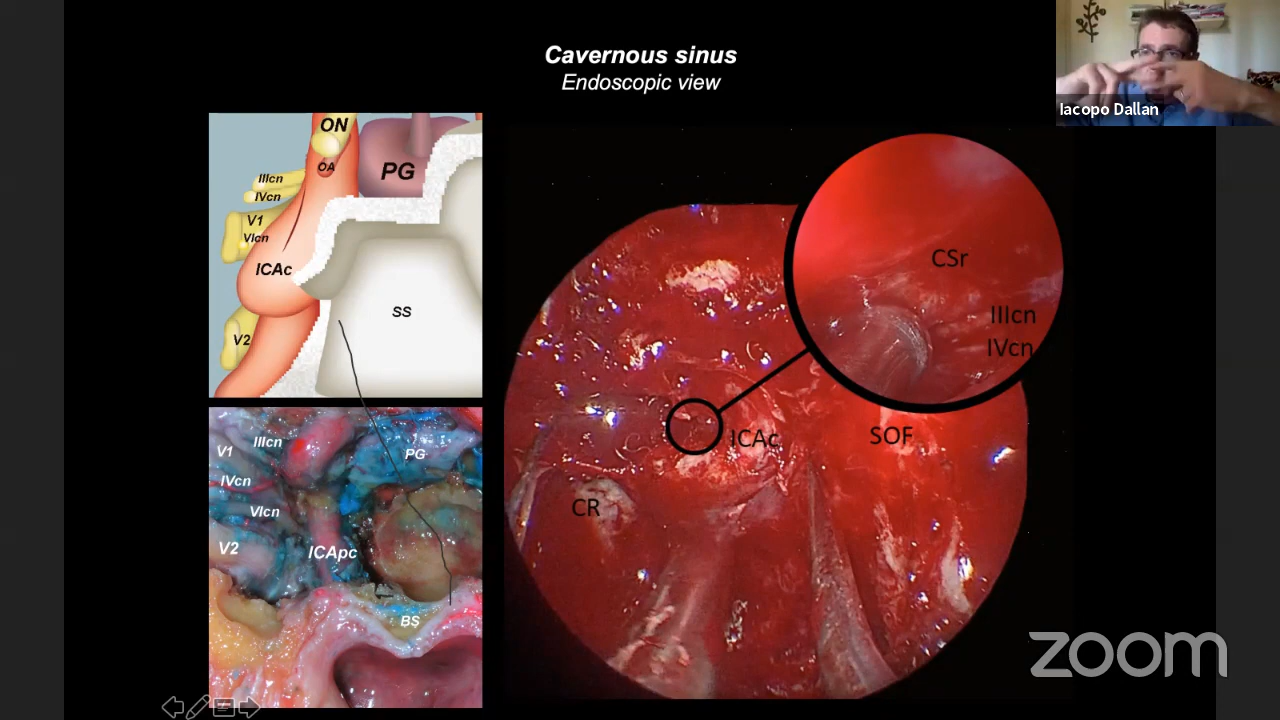 Cavernous sinus
Endoscopic view
Iacopo Dallan
ON
OA
PG
IIIcn
IVcn
V1
VIcn
ICAc
SS
V2
IIIcn
V1
PG
IVcn
VIcn
V2
ICApc
BS
CSr
IIIcn
IVcn
ICAc
SOF
CR
zoom